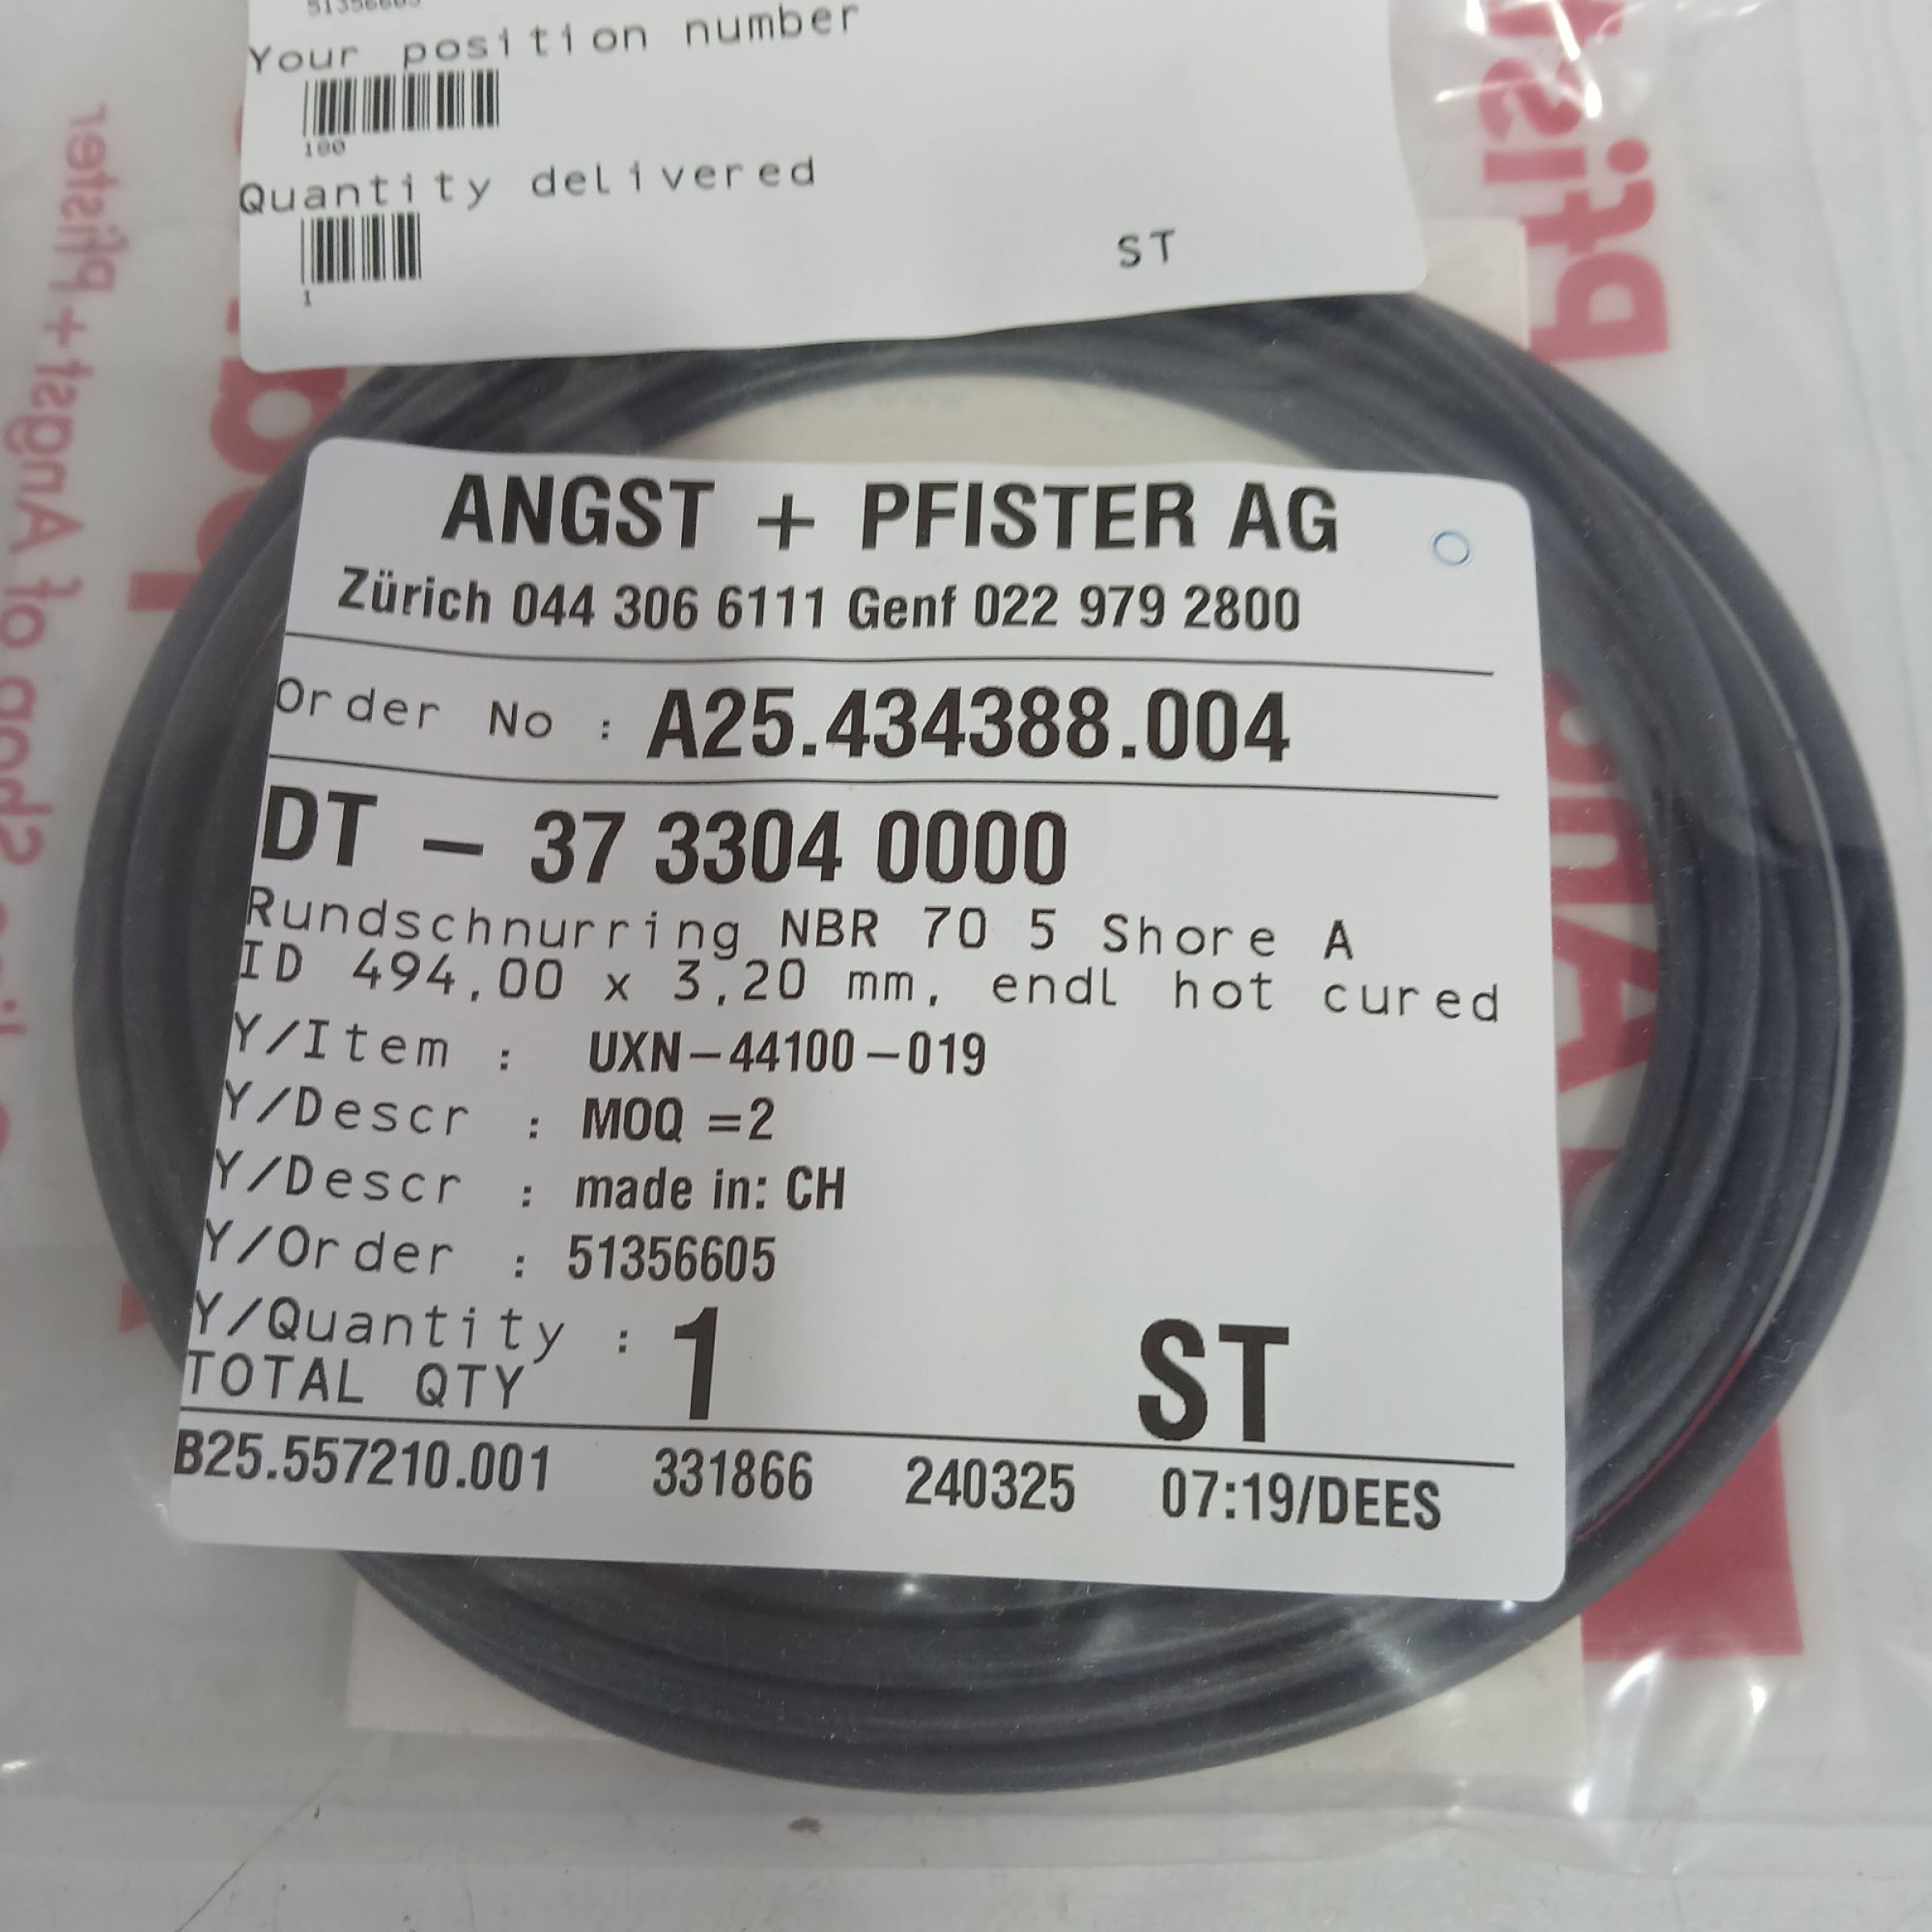 51356605
Your position number
100
Quantity delivered
1
ST
ANGST + PFISTER AG
Zürich 044 306 6111 Genf 022 979 2800
Order No : A25.434388.004
DT - 37 3304 0000
Rundschnurring NBR 70 5 Shore A
ID 494,00 x 3,20 mm, endl hot cured
Y/Item : UXN-44100-019
Y/Descr : MOQ =2
Y/Descr : made in: CH
Y/Order : 51356605
Y/Quantity : 1 ST
TOTAL QTY
B25.557210.001 331866 240325 07:19/DEES